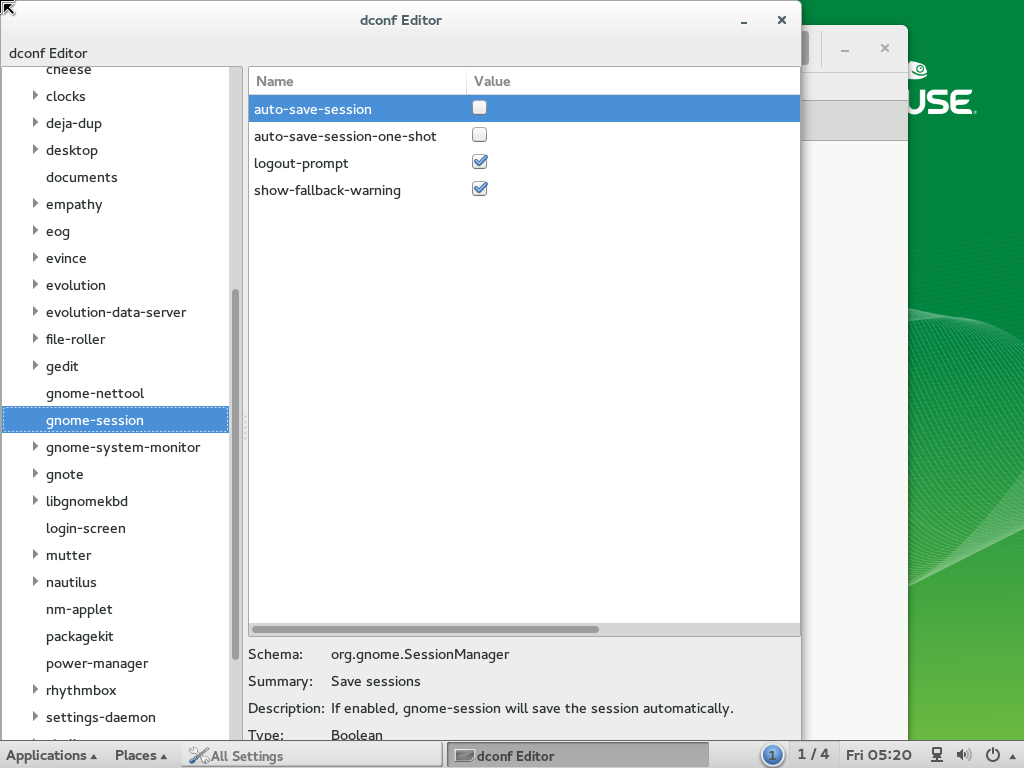 dconf Editor
dconf Editor
cheese
clocks
deja-dup
desktop
documents
empathy
eog
evince
evolution
evolution-data-server
file-roller
gedit
gnome-nettool
gnome-session
gnome-system-monitor
gnote
libgnomekbd
login-screen
mutter
nautilus
nm-applet
packagekit
power-manager
rhythmbox
settings-daemon
Name Value
auto-save-session
auto-save-session-one-shot
logout-prompt
show-fallback-warning
Schema: org.gnome.SessionManager
Summary: Save sessions
Description: If enabled, gnome-session will save the session automatically.
Type: Boolean
USE
Applications Places All Settings dconf Editor 1 1 / 4 Fri 05:20